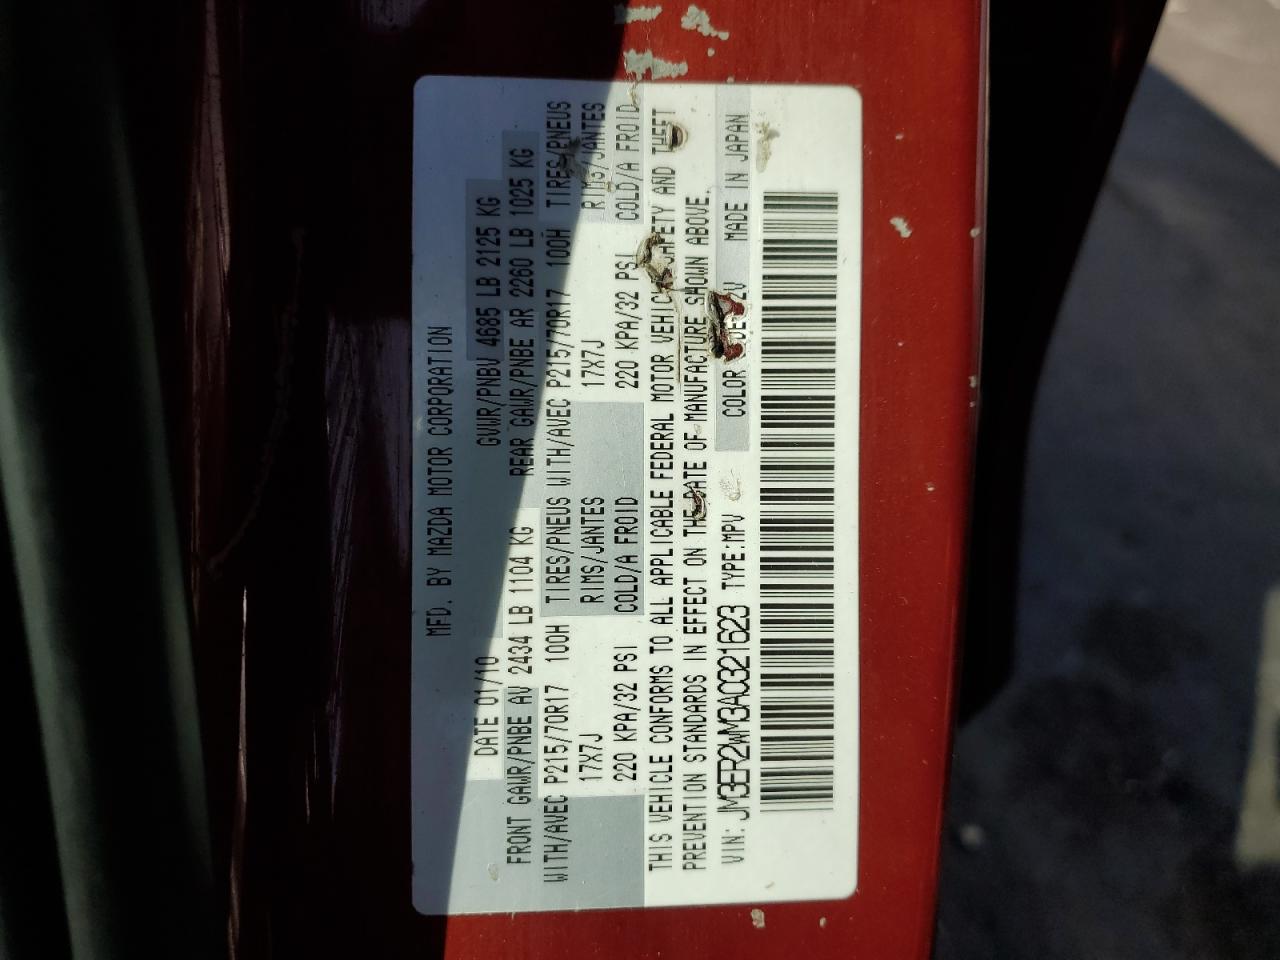 MFD. BY MAZDA MOTOR CORPORATION
DATE 01/10 GVWR/PNBV 4685 LB 2125 KG
FRONT GAWR/PNBE AV 2434 LB 1104 KG REAR GAWR/PNBE AR 2260 LB 1025 KG
WITH/AVEC P215/70R17 100H TIRES/PNEUS WITH/AVEC P215/70R17 100H TIRES/PNEUS
17X7J RIMS/JANTES 17X7J RIMS/JANTES
220 KPA/32 PSI COLD/A FROID 220 KPA/32 PSI COLD/A FROID
THIS VEHICLE CONFORMS TO ALL APPLICABLE FEDERAL MOTOR VEHICLE SAFETY AND THEFT
PREVENTION STANDARDS IN EFFECT ON THE DATE OF MANUFACTURE SHOWN ABOVE.
VIN: JM3ER2WM3A0321623 TYPE:MPV COLOR MADE IN JAPAN